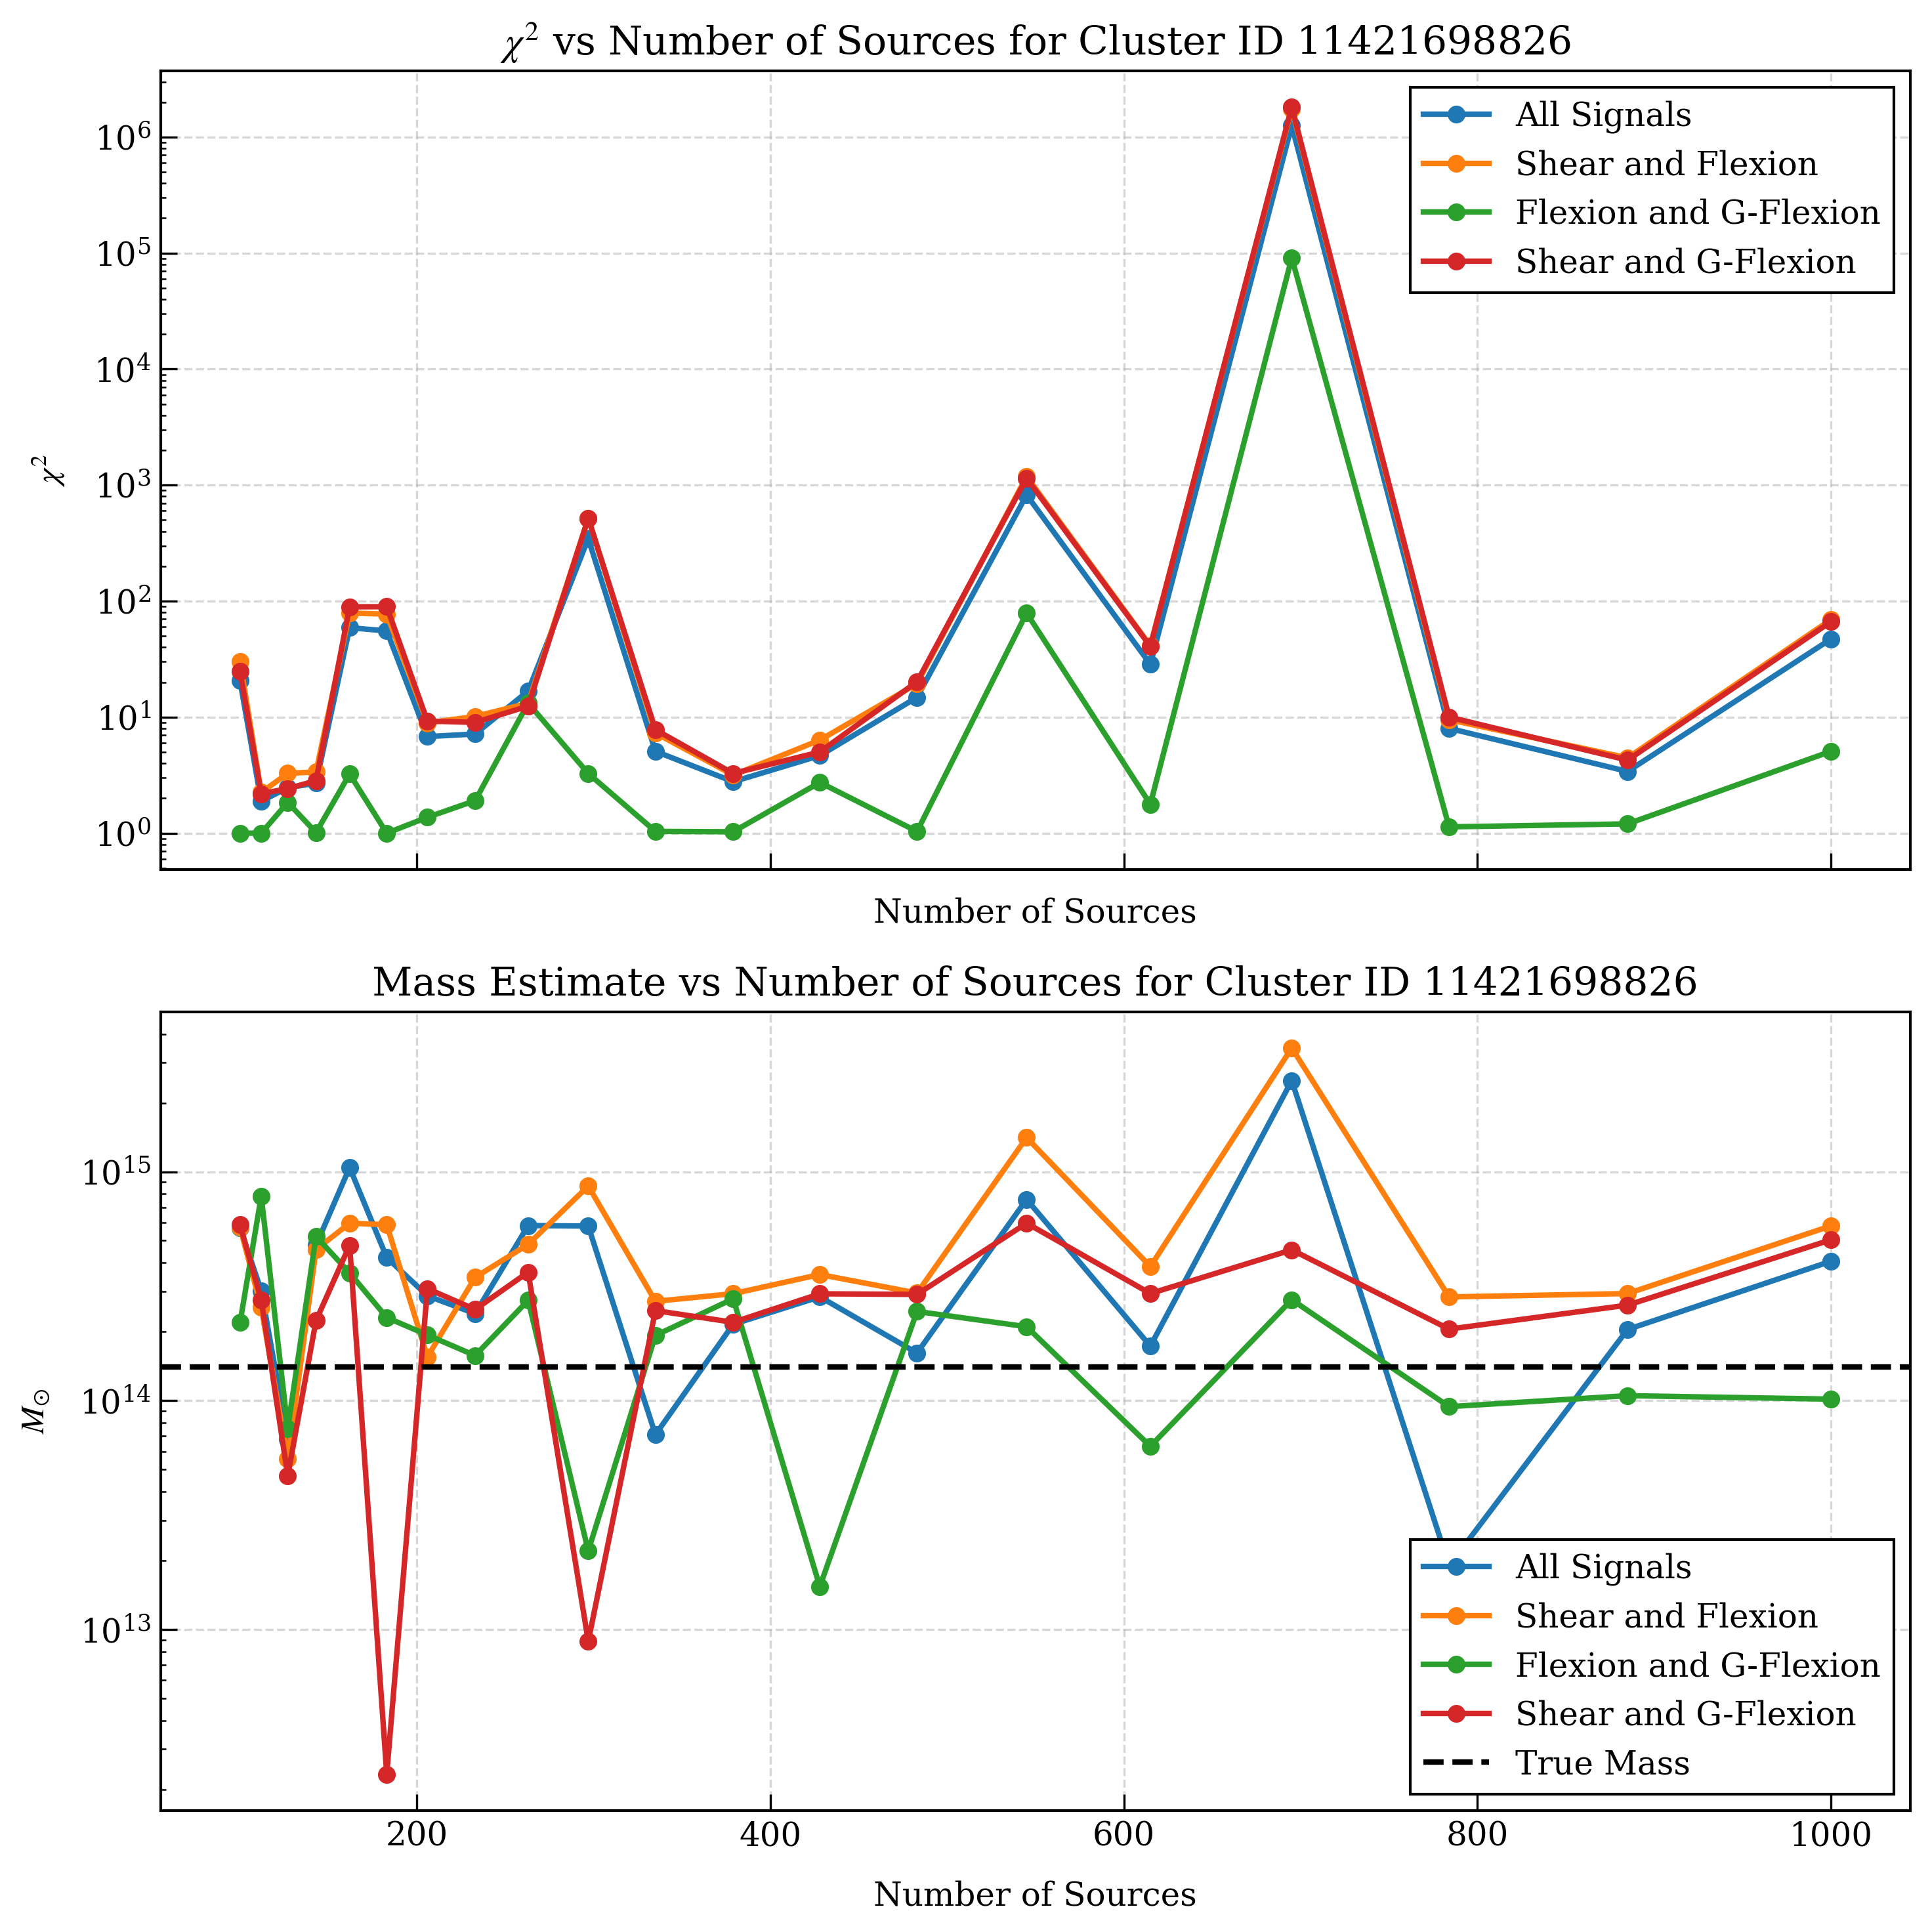 χ² vs Number of Sources for Cluster ID 11421698826
10⁶
10⁵
10⁴
10³
10²
10¹
10⁰
χ²
All Signals
Shear and Flexion
Flexion and G-Flexion
Shear and G-Flexion
Number of Sources
Mass Estimate vs Number of Sources for Cluster ID 11421698826
10¹⁵
10¹⁴
10¹³
M⊙
All Signals
Shear and Flexion
Flexion and G-Flexion
Shear and G-Flexion
True Mass
200 400 600 800 1000
Number of Sources